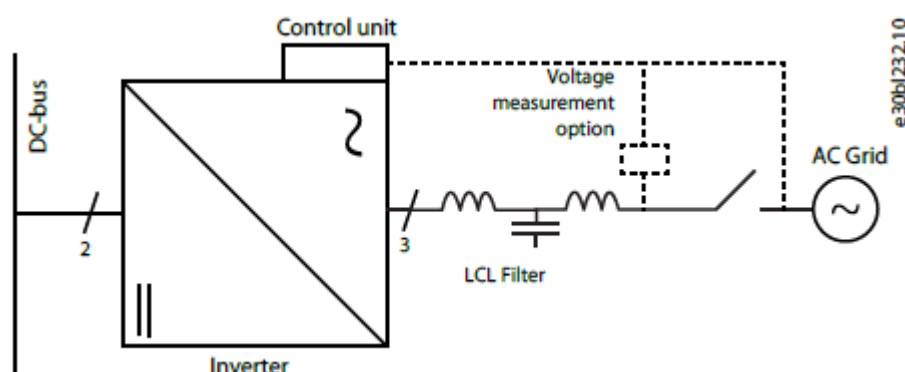 Control unit
DC-bus
Voltage
measurement
option
e30bl232.10
AC Grid
2
3
LCL Filter
Inverter